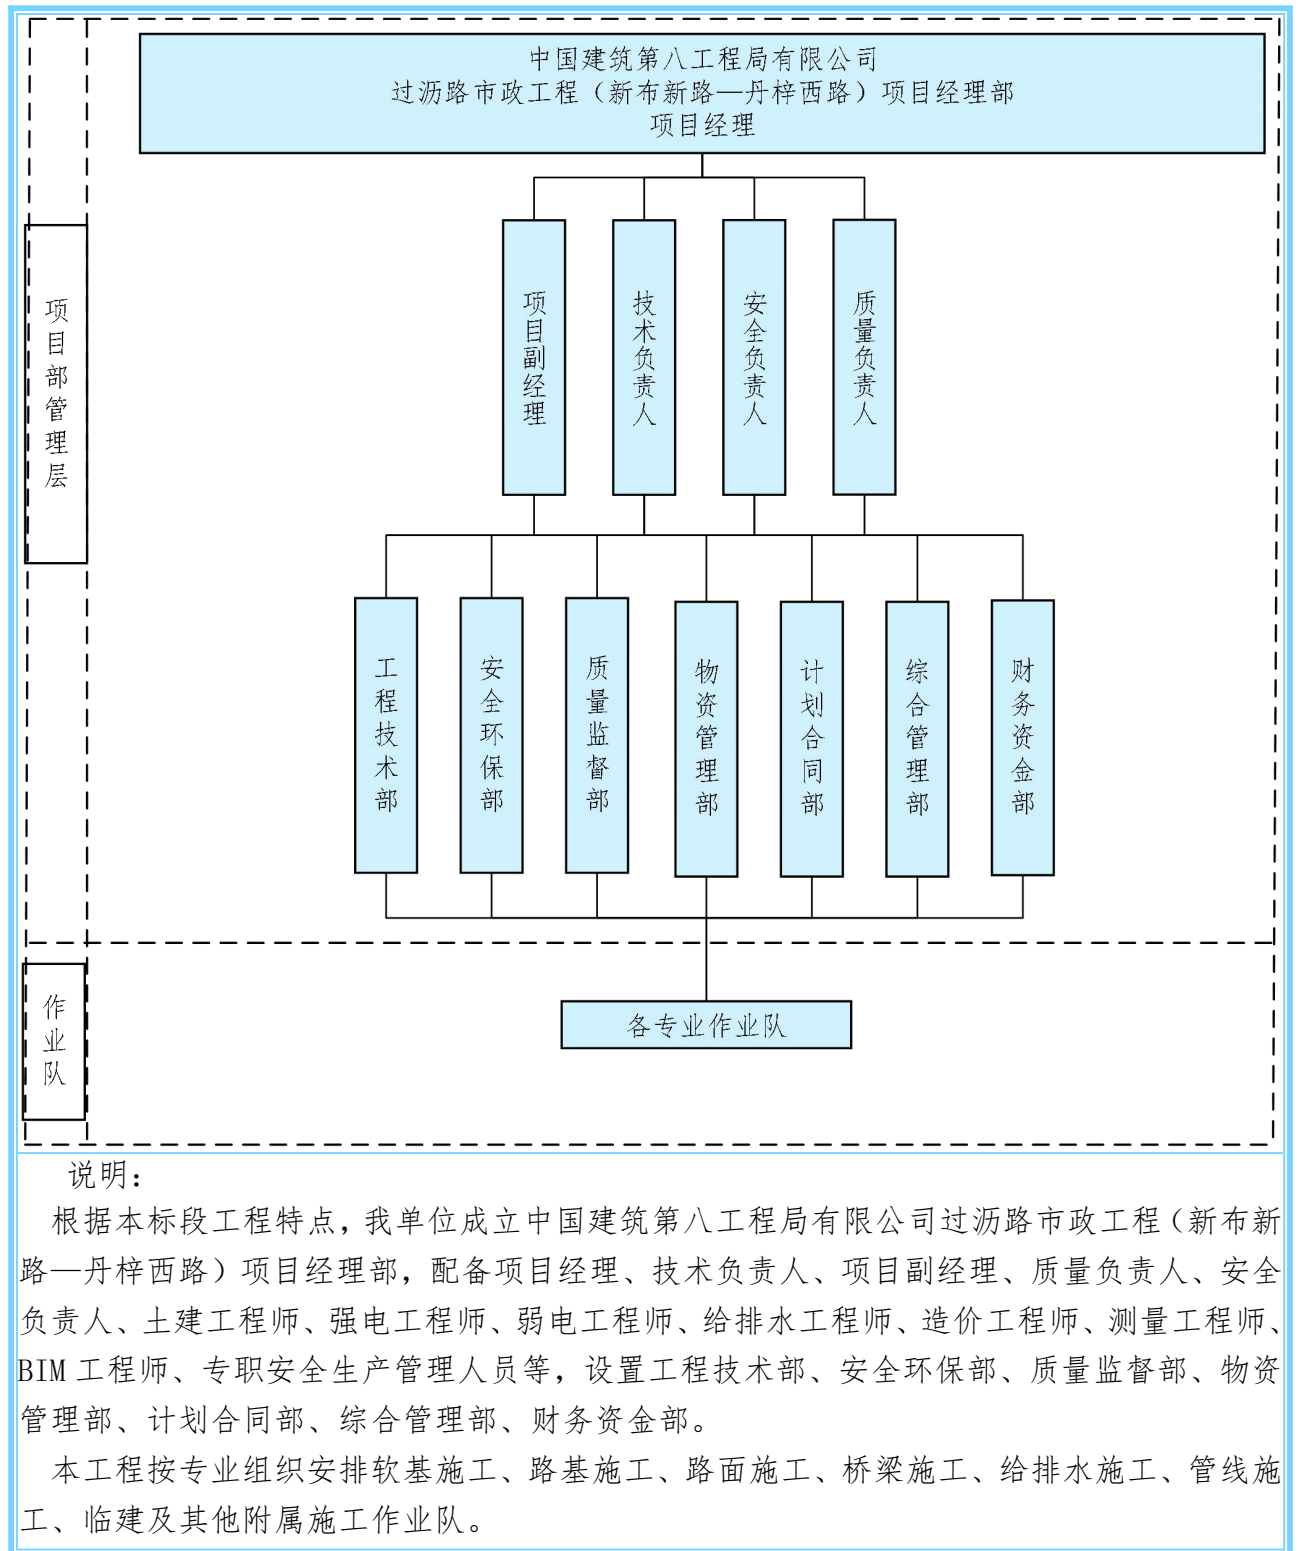 中国建筑第八工程局有限公司
过沥路市政工程（新布新路—丹梓西路）项目经理部
项目经理
项目部管理层
项目副经理
技术负责人
安全负责人
质量负责人
工程技术部
安全环保部
质量监督部
物资管理部
计划合同部
综合管理部
财务资金部
作业队
各专业作业队
说明：
根据本标段工程特点，我单位成立中国建筑第八工程局有限公司过沥路市政工程（新布新
路—丹梓西路）项目经理部，配备项目经理、技术负责人、项目副经理、质量负责人、安全
负责人、土建工程师、强电工程师、弱电工程师、给排水工程师、造价工程师、测量工程师、
BIM 工程师、专职安全生产管理人员等，设置工程技术部、安全环保部、质量监督部、物资
管理部、计划合同部、综合管理部、财务资金部。
本工程按专业组织安排软基施工、路基施工、路面施工、桥梁施工、给排水施工、管线施
工、临建及其他附属施工作业队。